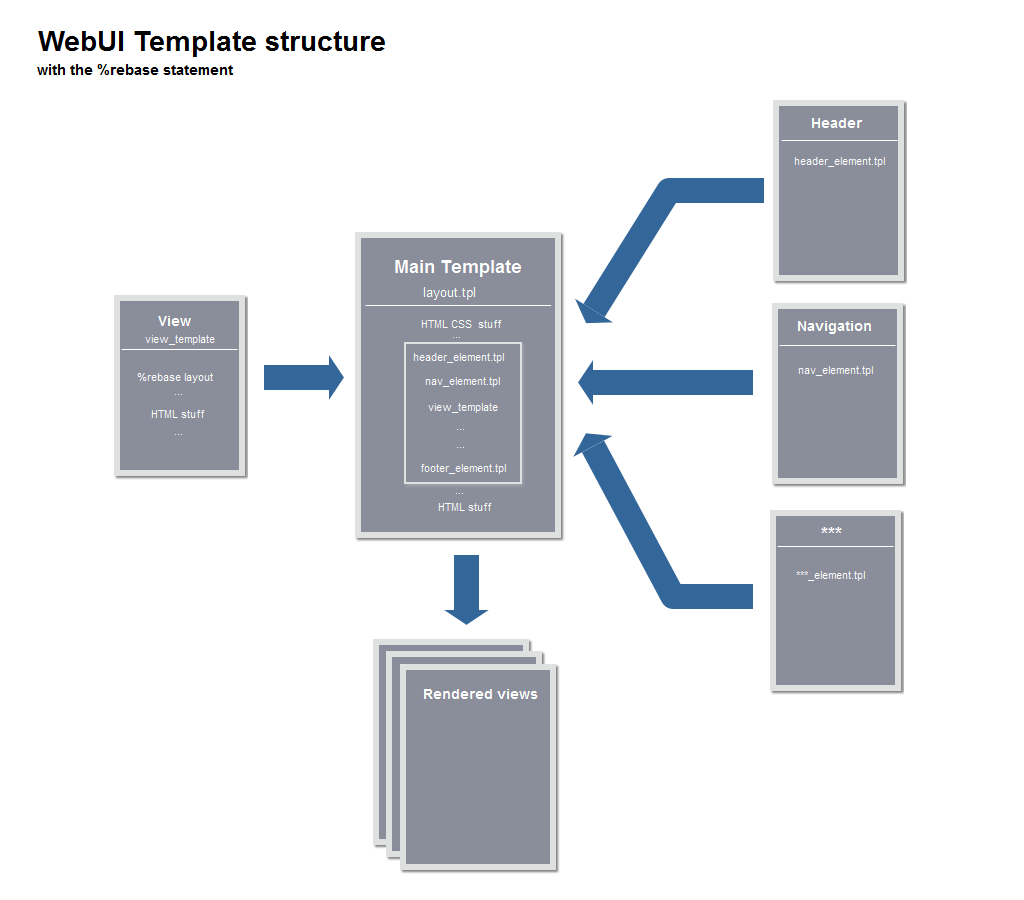 WebUI Template structure
with the %rebase statement
View
view_template
%rebase layout
...
HTML stuff
...
Main Template
layout.tpl
HTML CSS stuff
...
header_element.tpl
nav_element.tpl
view_template
...
...
footer_element.tpl
...
HTML stuff
Header
header_element.tpl
Navigation
nav_element.tpl
***
***_element.tpl
Rendered views